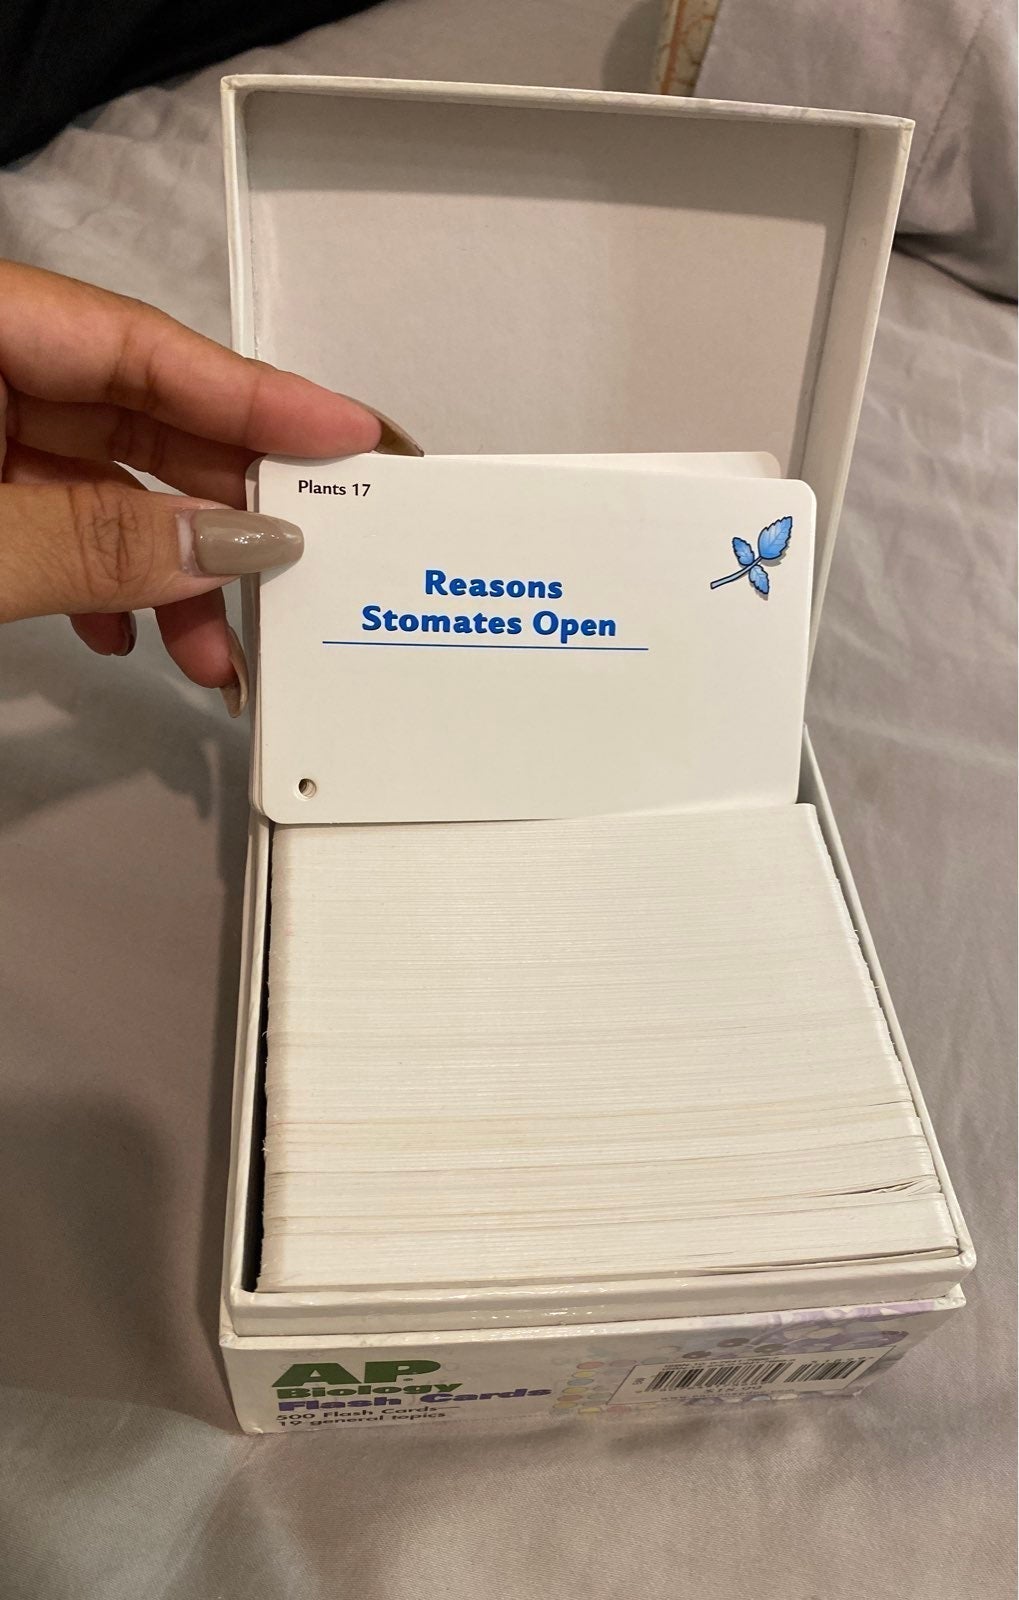 Plants 17
Reasons
Stomates Open
AP
Biology
Flash Cards
500 Flash Cards—
19 general topics